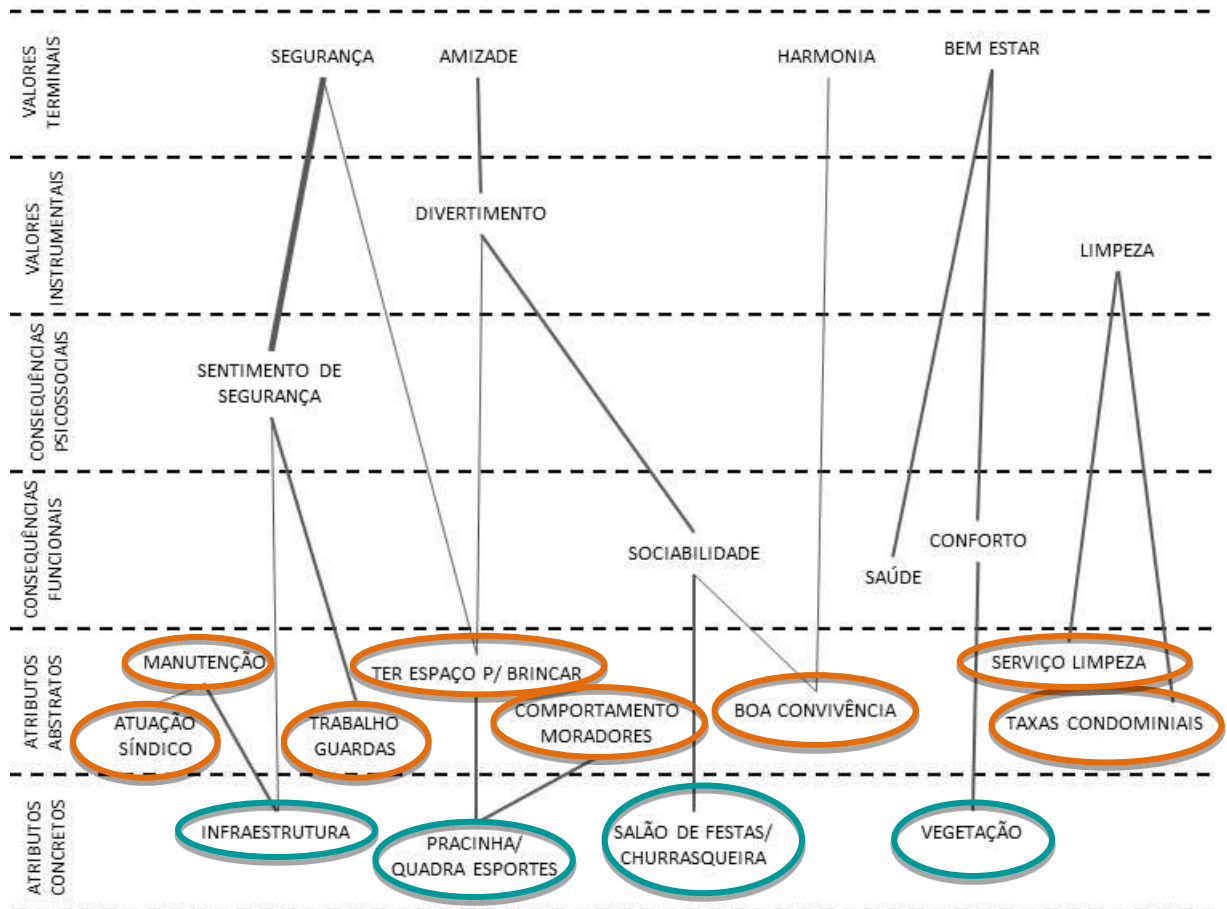 VALORES
TERMINAIS
SEGURANÇA
AMIZADE
HARMONIA
BEM ESTAR
VALORES
INSTRUMENTAIS
DIVERTIMENTO
LIMPEZA
CONSEQUÊNCIAS
PSICOSSOCIAIS
SENTIMENTO DE
SEGURANÇA
CONSEQUÊNCIAS
FUNCIONAIS
SOCIABILIDADE
SAÚDE
CONFORTO
ATRIBUTOS
ABSTRATOS
MANUTENÇÃO
ATUAÇÃO
SÍNDICO
TRABALHO
GUARDAS
TER ESPAÇO P/ BRINCAR
COMPORTAMENTO
MORADORES
BOA CONVIVÊNCIA
SERVIÇO LIMPEZA
TAXAS CONDOMINIAIS
ATRIBUTOS
CONCRETOS
INFRAESTRUTURA
PRACINHA/
QUADRA ESPORTES
SALÃO DE FESTAS/
CHURRASQUEIRA
VEGETAÇÃO